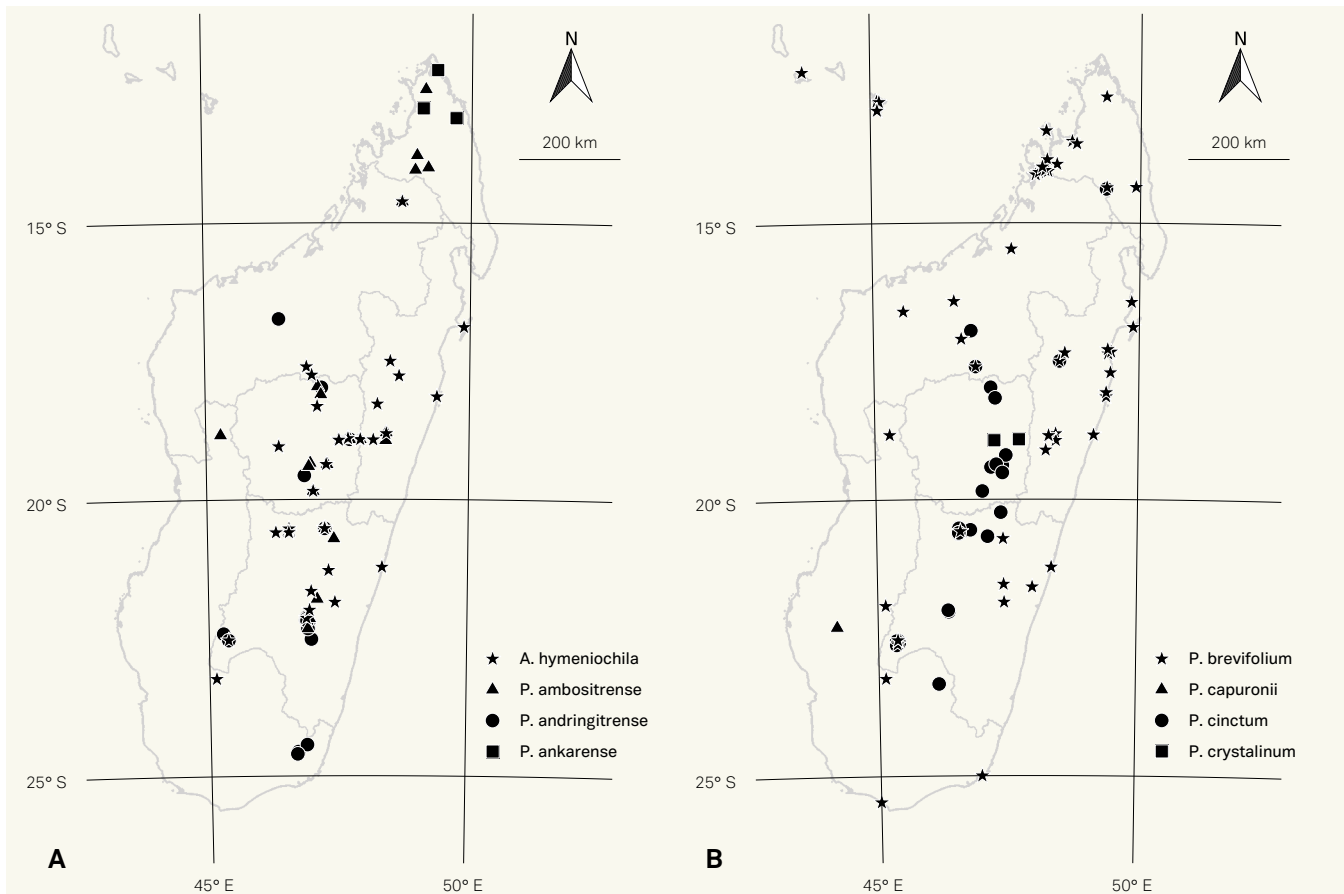 N
200 km
15° S
20° S
25° S
A. hymeniochila
P. ambositrense
P. andringitrense
P. ankarense
A
45° E
50° E
N
200 km
15° S
20° S
25° S
P. brevifolium
P. capuronii
P. cinctum
P. crystalinum
B
45° E
50° E